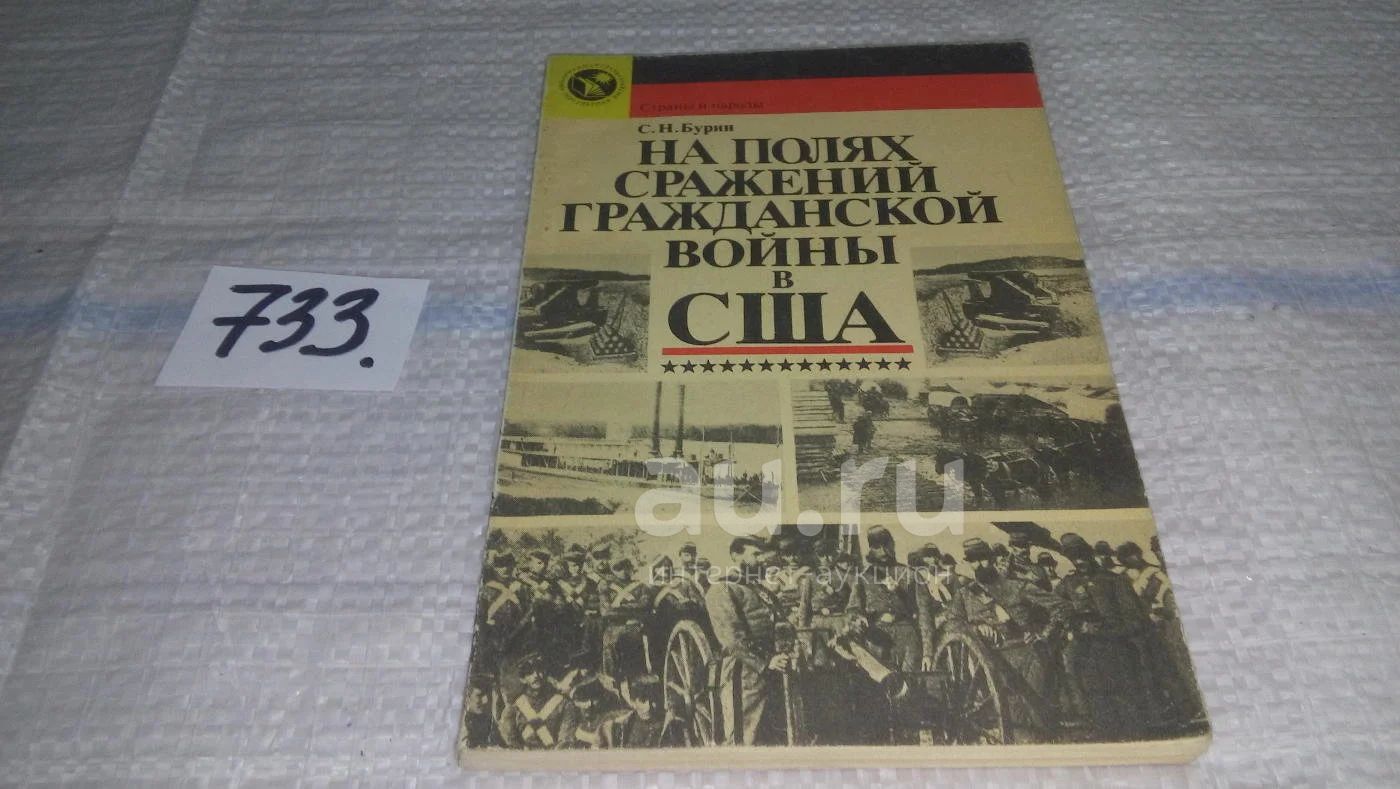 Страны и народы
С. Н. Бурин
НА ПОЛЯХ
СРАЖЕНИЙ
ГРАЖДАНСКОЙ
ВОЙНЫ
В
США
733.
au.ru
интернет-аукцион